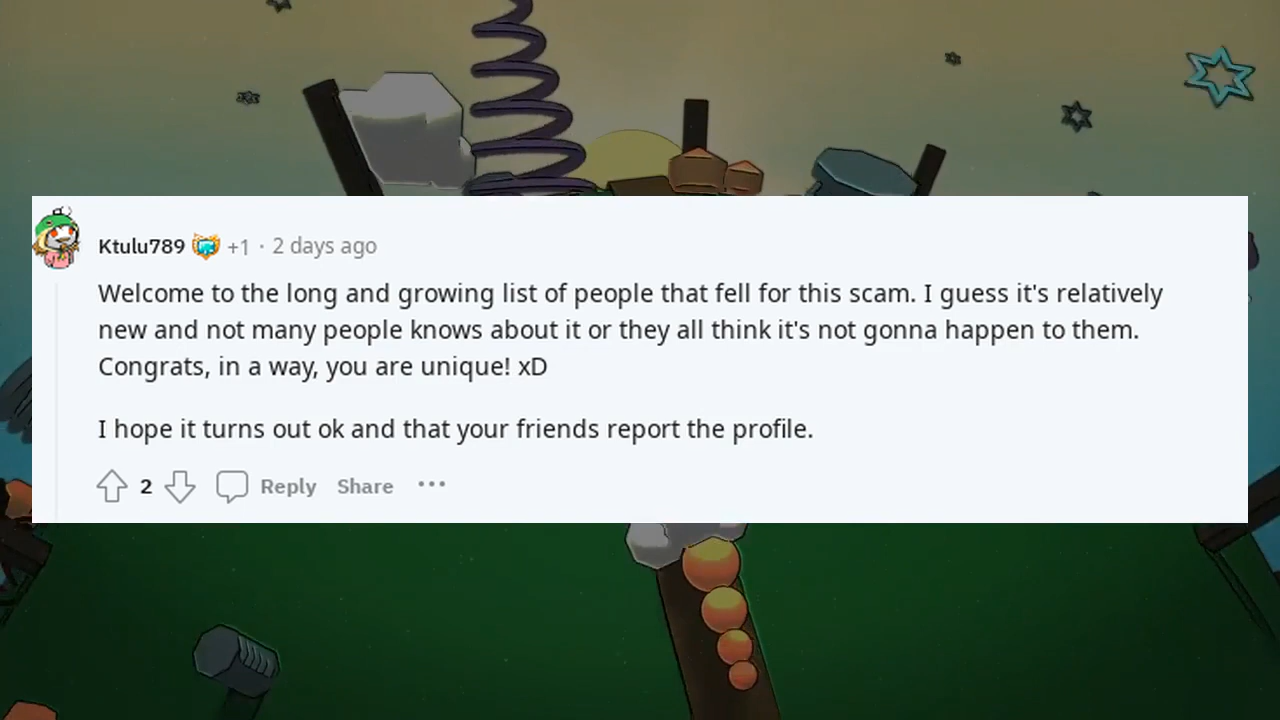 Ktulu789 +1 · 2 days ago
Welcome to the long and growing list of people that fell for this scam. I guess it's relatively
new and not many people knows about it or they all think it's not gonna happen to them.
Congrats, in a way, you are unique! xD
I hope it turns out ok and that your friends report the profile.
2 Reply Share ···